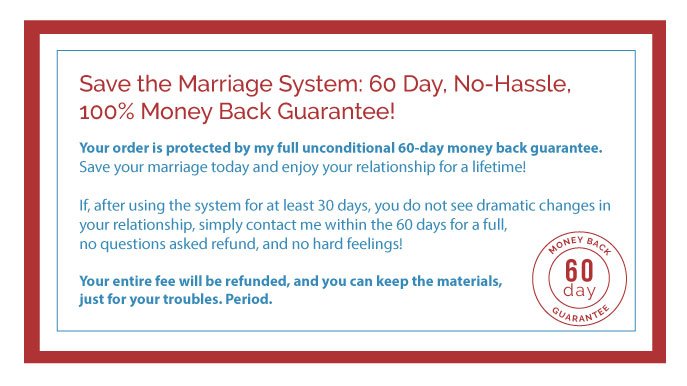 Save the Marriage System: 60 Day, No-Hassle,
100% Money Back Guarantee!
Your order is protected by my full unconditional 60-day money back guarantee.
Save your marriage today and enjoy your relationship for a lifetime!
If, after using the system for at least 30 days, you do not see dramatic changes in
your relationship, simply contact me within the 60 days for a full,
no questions asked refund, and no hard feelings!
Your entire fee will be refunded, and you can keep the materials,
just for your troubles. Period.
MONEY BACK
60
day
GUARANTEE